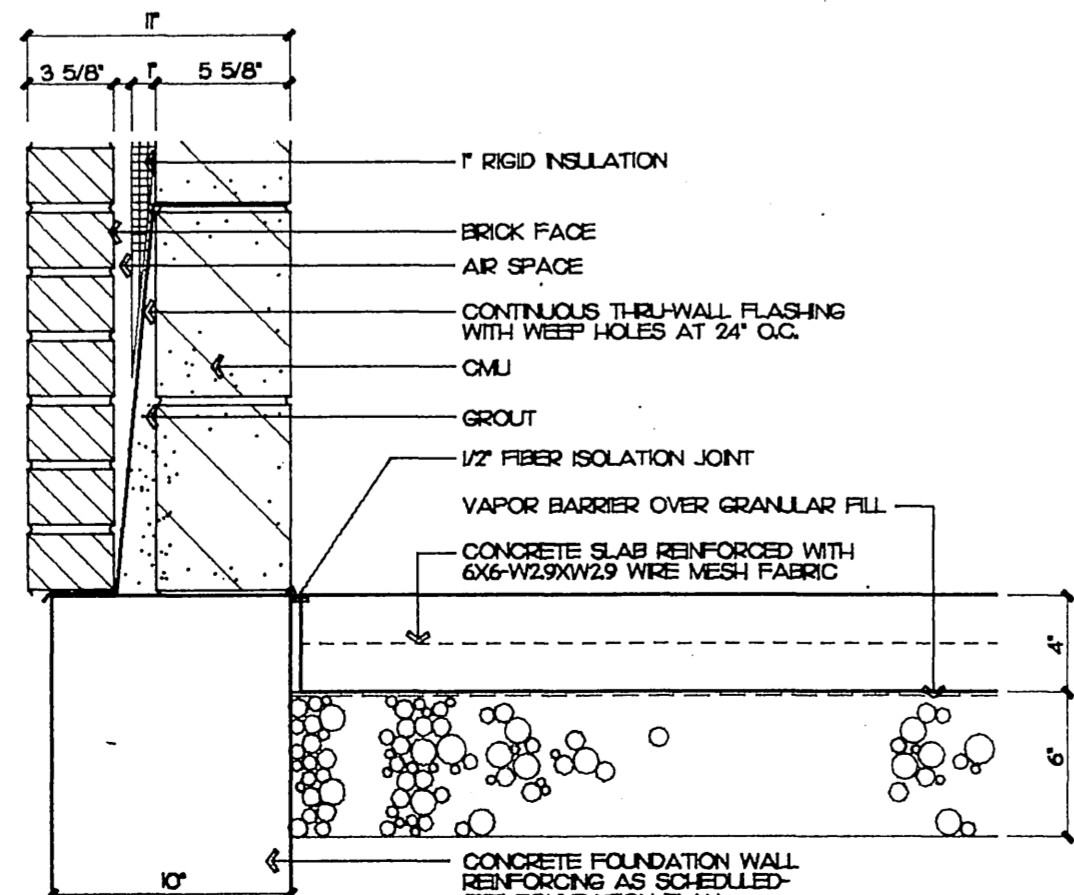 11"
3 5/8" 1" 5 5/8"
1" RIGID INSULATION
BRICK FACE
AIR SPACE
CONTINUOUS THRU-WALL FLASHING
WITH WEEP HOLES AT 24" O.C.
CMU
GROUT
1/2" FIBER ISOLATION JOINT
VAPOR BARRIER OVER GRANULAR FILL
CONCRETE SLAB REINFORCED WITH
6X6-W2.9XW2.9 WIRE MESH FABRIC
4"
6"
CONCRETE FOUNDATION WALL
10"
REINFORCING AS SCHEDULED-